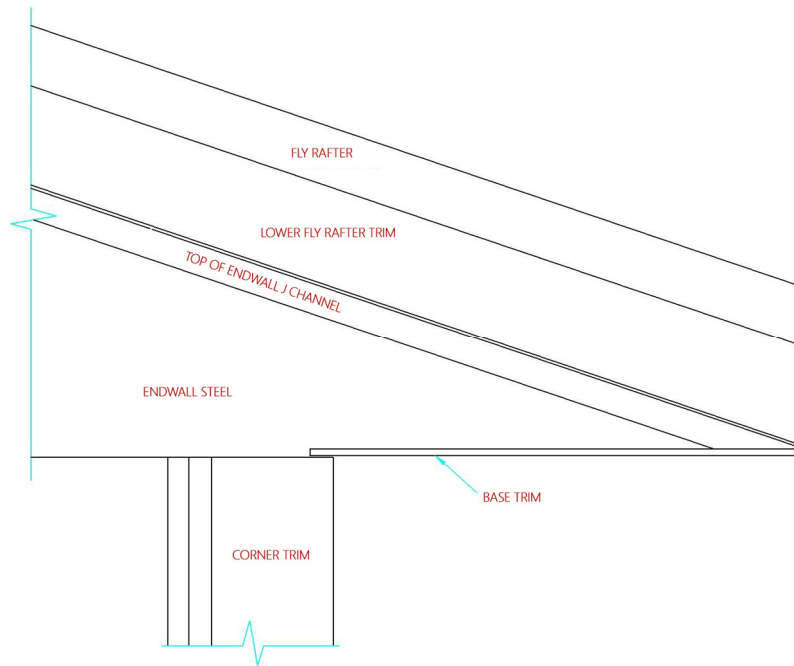 FLY RAFTER
LOWER FLY RAFTER TRIM
TOP OF ENDWALL J CHANNEL
ENDWALL STEEL
BASE TRIM
CORNER TRIM